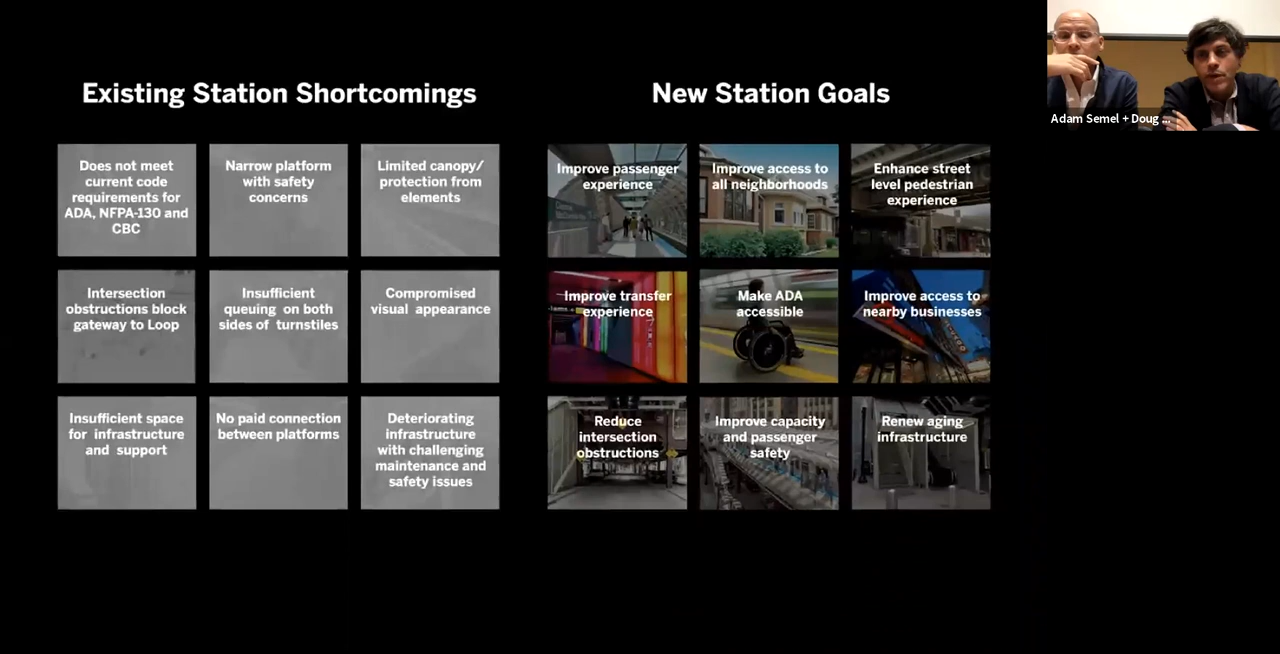 Existing Station Shortcomings
Does not meet
current code
requirements for
ADA, NFPA-130 and
CBC
Narrow platform
with safety
concerns
Limited canopy/
protection from
elements
Intersection
obstructions block
gateway to Loop
Insufficient
queuing on both
sides of turnstiles
Compromised
visual appearance
Insufficient space
for infrastructure
and support
No paid connection
between platforms
Deteriorating
infrastructure
with challenging
maintenance and
safety issues
New Station Goals
Improve passenger
experience
Improve access to
all neighborhoods
Enhance street
level pedestrian
experience
Improve transfer
experience
Make ADA
accessible
Improve access to
nearby businesses
Reduce
intersection
obstructions
Improve capacity
and passenger
safety
Renew aging
infrastructure
Adam Semel + Doug ...